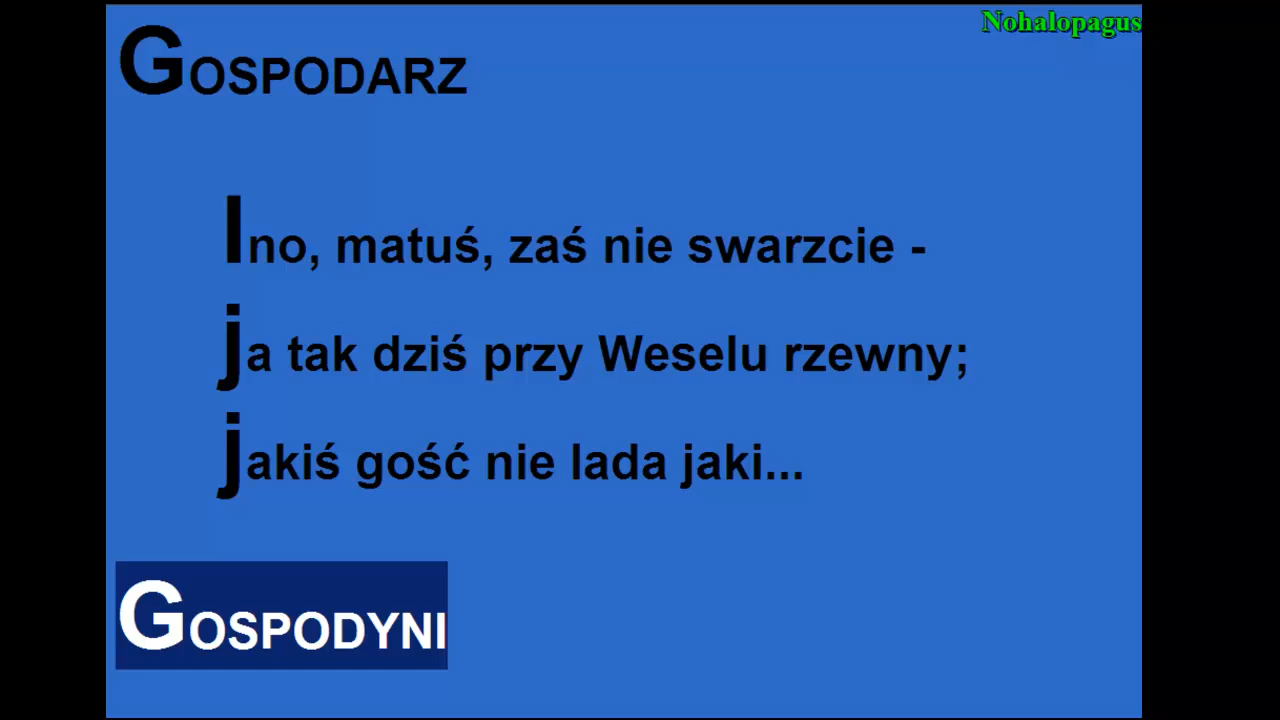 Nohalopagus
GOSPODARZ
Ino, matuś, zaś nie swarzcie -
ja tak dziś przy Weselu rzewny;
jakiś gość nie lada jaki...
GOSPODYNI